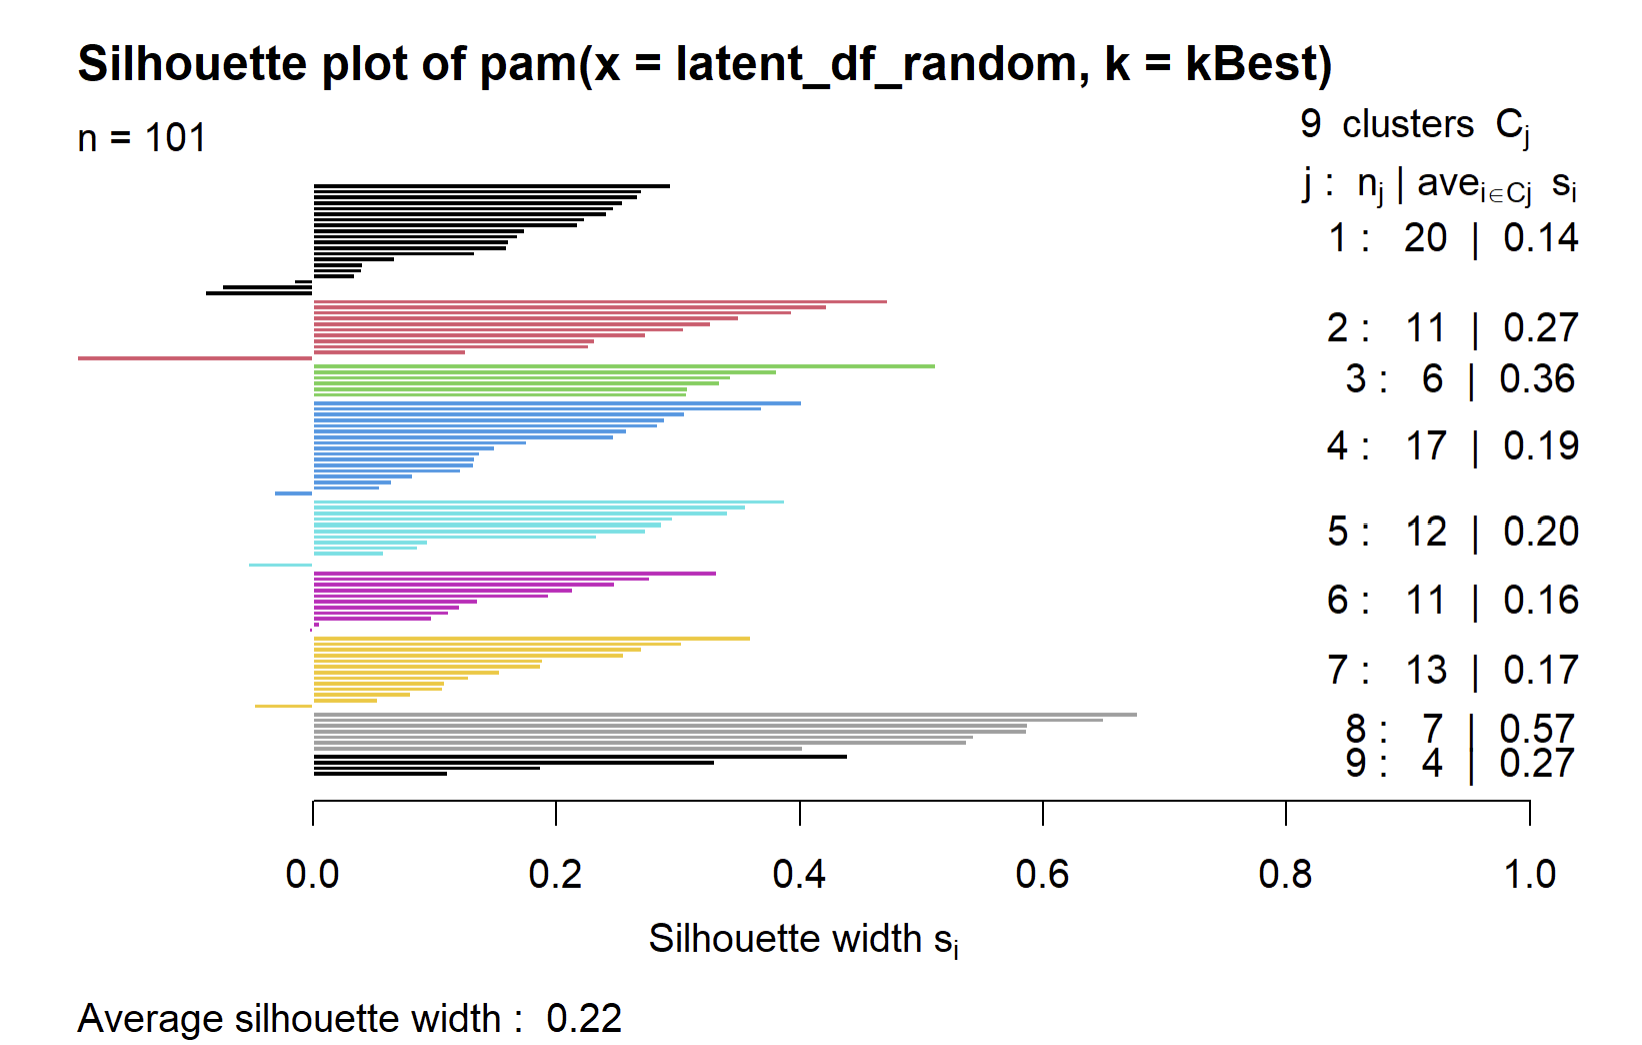 Silhouette plot of pam(x = latent_df_random, k = kBest)
n = 101
9 clusters Cj
j : nj | avei∈Cj si
1 : 20 | 0.14
2 : 11 | 0.27
3 : 6 | 0.36
4 : 17 | 0.19
5 : 12 | 0.20
6 : 11 | 0.16
7 : 13 | 0.17
8 : 7 | 0.57
9 : 4 | 0.27
0.0 0.2 0.4 0.6 0.8 1.0
Silhouette width si
Average silhouette width : 0.22